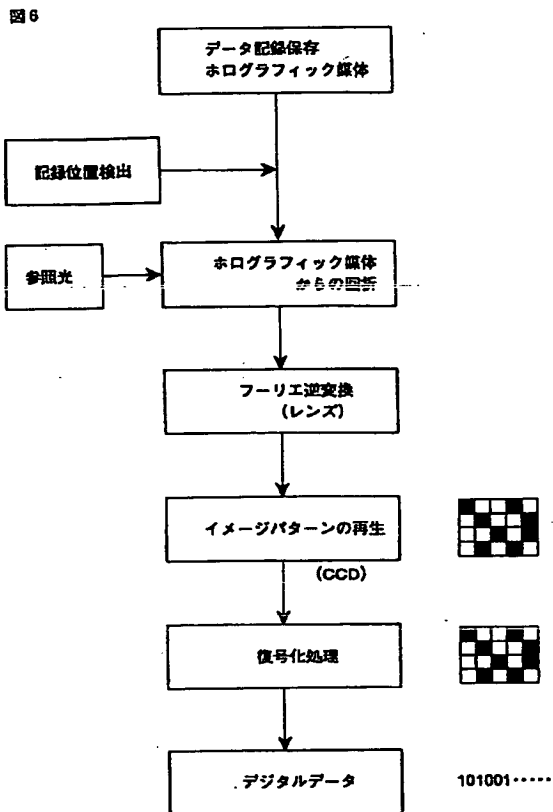 図6
データ記録保存
ホログラフィック媒体
記録位置検出
参照光
ホログラフィック媒体
からの回折
フーリエ逆変換
(レンズ)
イメージパターンの再生
(CCD)
復号化処理
デジタルデータ
101001·····